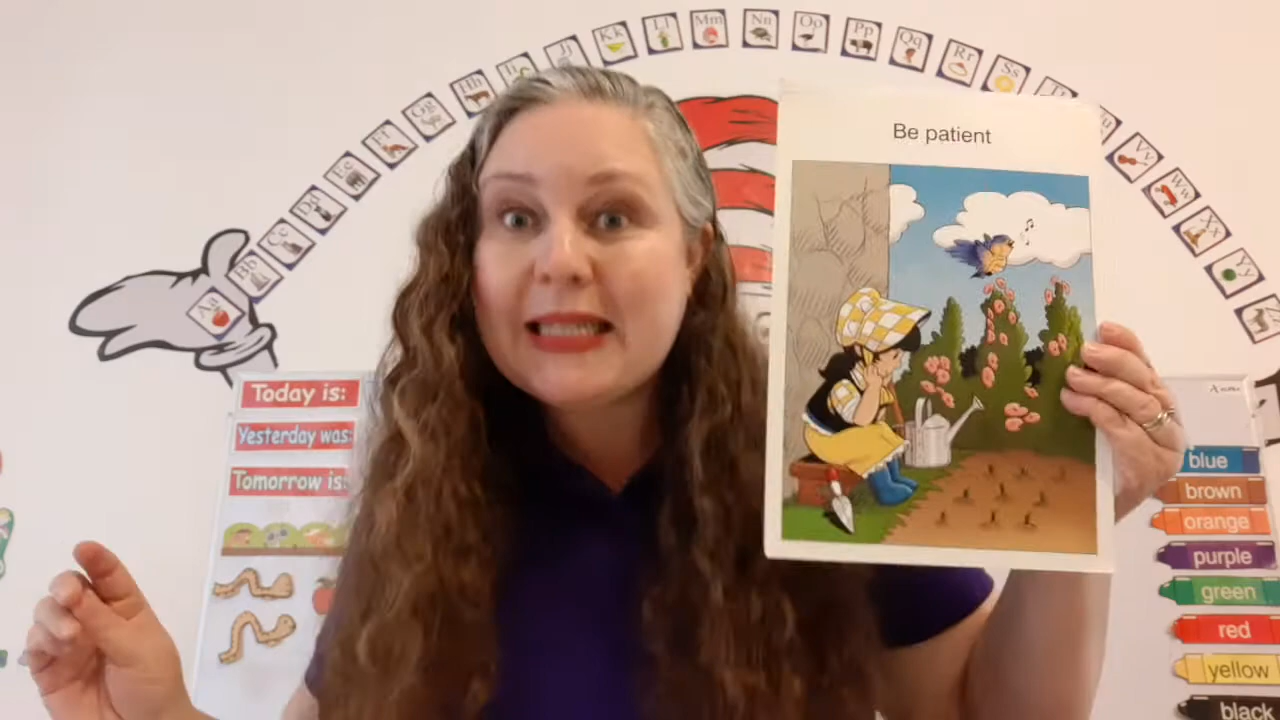 Aa
Bb
Cc
Dd
Ee
Ff
Gg
Hh
Ii
Jj
Kk
Ll
Mm
Nn
Oo
Pp
Qq
Rr
Ss
Vv
Ww
Xx
Yy
Be patient
Today is:
Yesterday was:
Tomorrow is:
blue
brown
orange
purple
green
red
yellow
black